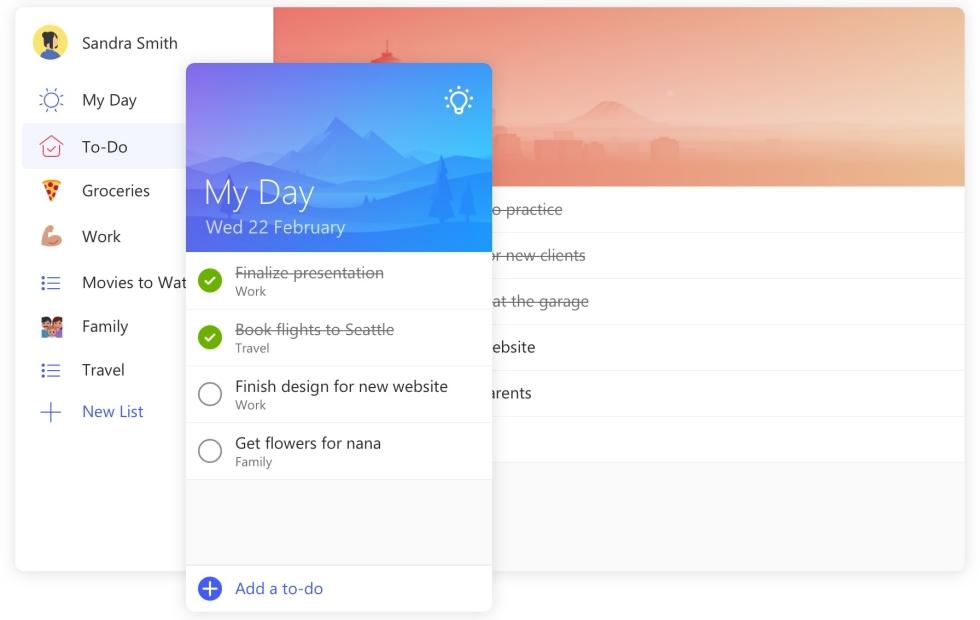 Sandra Smith
My Day
To-Do
Groceries
Work
Movies to Wat
Family
Travel
New List
My Day
Wed 22 February
Finalize presentation
Work
Book flights to Seattle
Travel
Finish design for new website
Work
Get flowers for nana
Family
Add a to-do
o practice
or new clients
at the garage
ebsite
arents